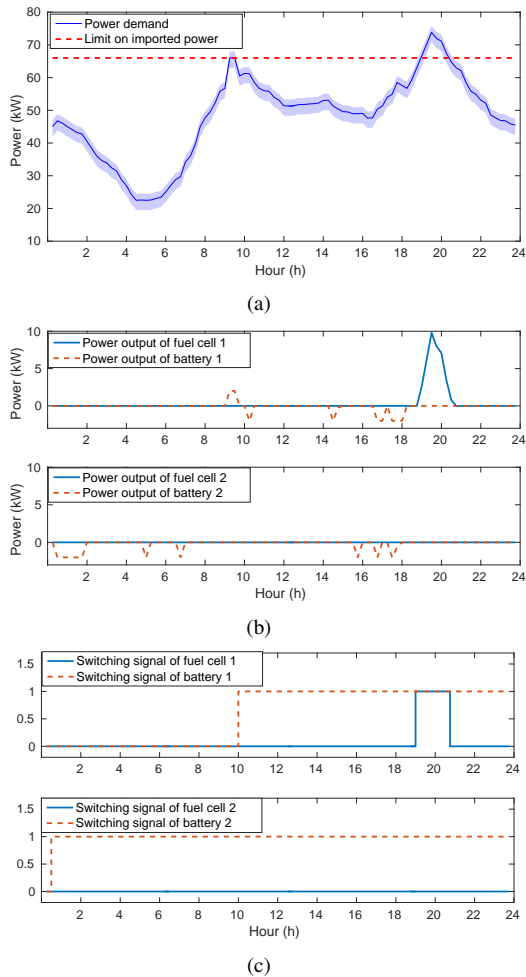 80
70
60
50
40
30
20
10
Power (kW)
Power demand
Limit on imported power
2 4 6 8 10 12 14 16 18 20 22 24
Hour (h)
(a)
10
5
0
Power (kW)
Power output of fuel cell 1
Power output of battery 1
2 4 6 8 10 12 14 16 18 20 22 24
10
5
0
Power (kW)
Power output of fuel cell 2
Power output of battery 2
2 4 6 8 10 12 14 16 18 20 22 24
Hour (h)
(b)
1.5
1
0.5
0
Switching signal of fuel cell 1
Switching signal of battery 1
2 4 6 8 10 12 14 16 18 20 22 24
1.5
1
0.5
0
Switching signal of fuel cell 2
Switching signal of battery 2
2 4 6 8 10 12 14 16 18 20 22 24
Hour (h)
(c)